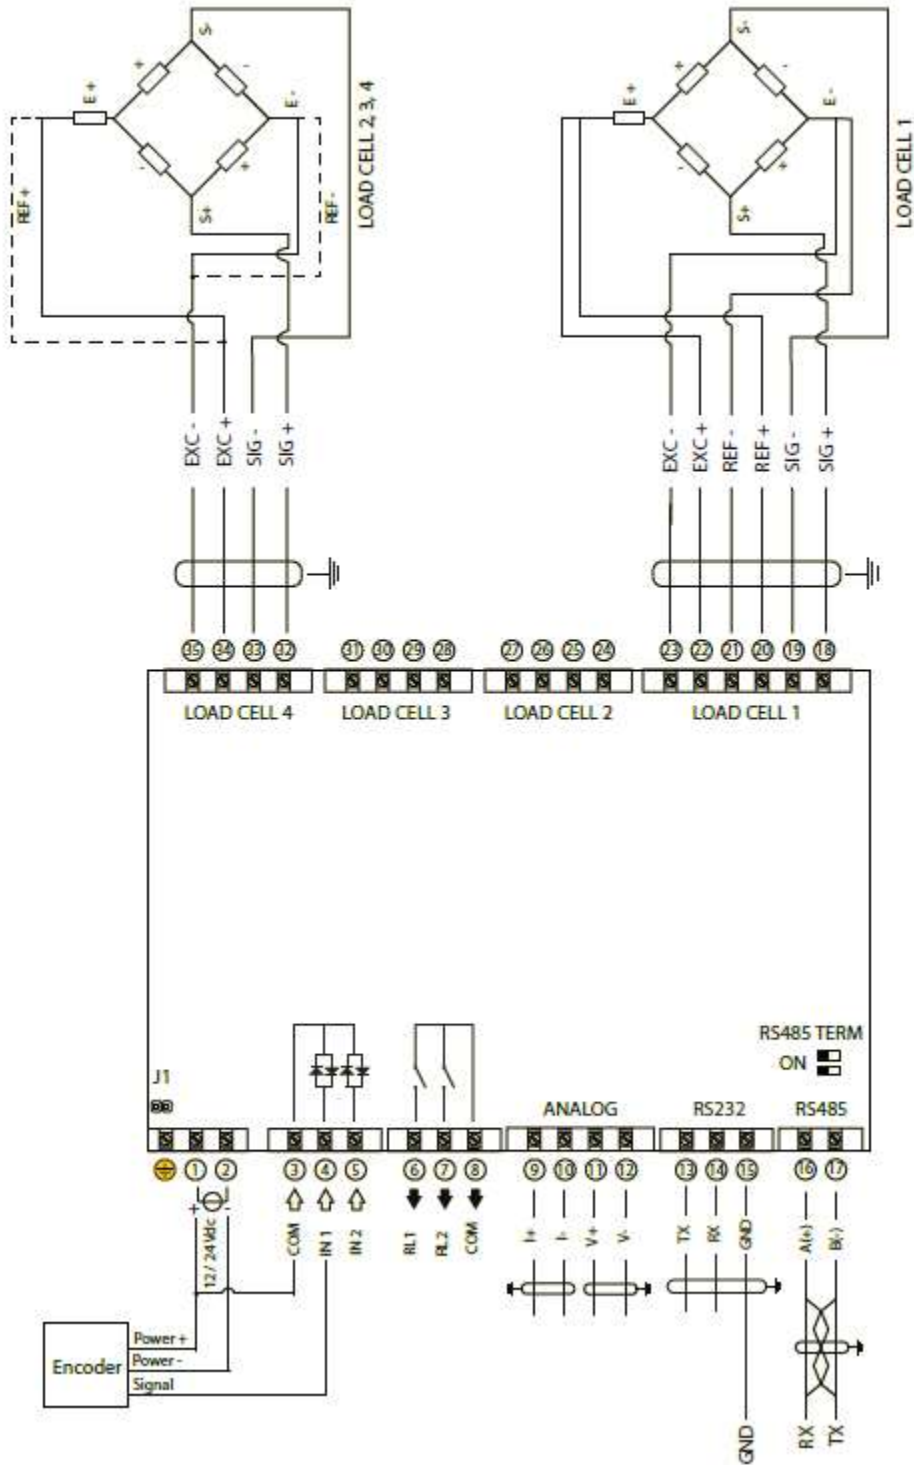 S-
S-
+
-
+
-
E +
E -
E +
E -
-
+
-
+
S+
S+
REF +
REF -
LOAD CELL 2, 3, 4
LOAD CELL 1
EXC -
EXC +
SIG -
SIG +
EXC -
EXC +
REF -
REF +
SIG -
SIG +
35 34 33 32
31 30 29 28
27 26 25 24
23 22 21 20 19 18
LOAD CELL 4
LOAD CELL 3
LOAD CELL 2
LOAD CELL 1
RS485 TERM
ON
J1
ANALOG
RS232
RS485
1 2
3 4 5
6 7 8
9 10 11 12
13 14 15
16 17
+ -
12 / 24 Vdc
COM
IN 1
IN 2
RL1
RL2
COM
I+
I-
V+
V-
TX
RX
GND
A(+)
B(-)
Encoder
Power +
Power -
Signal
GND
RX
TX